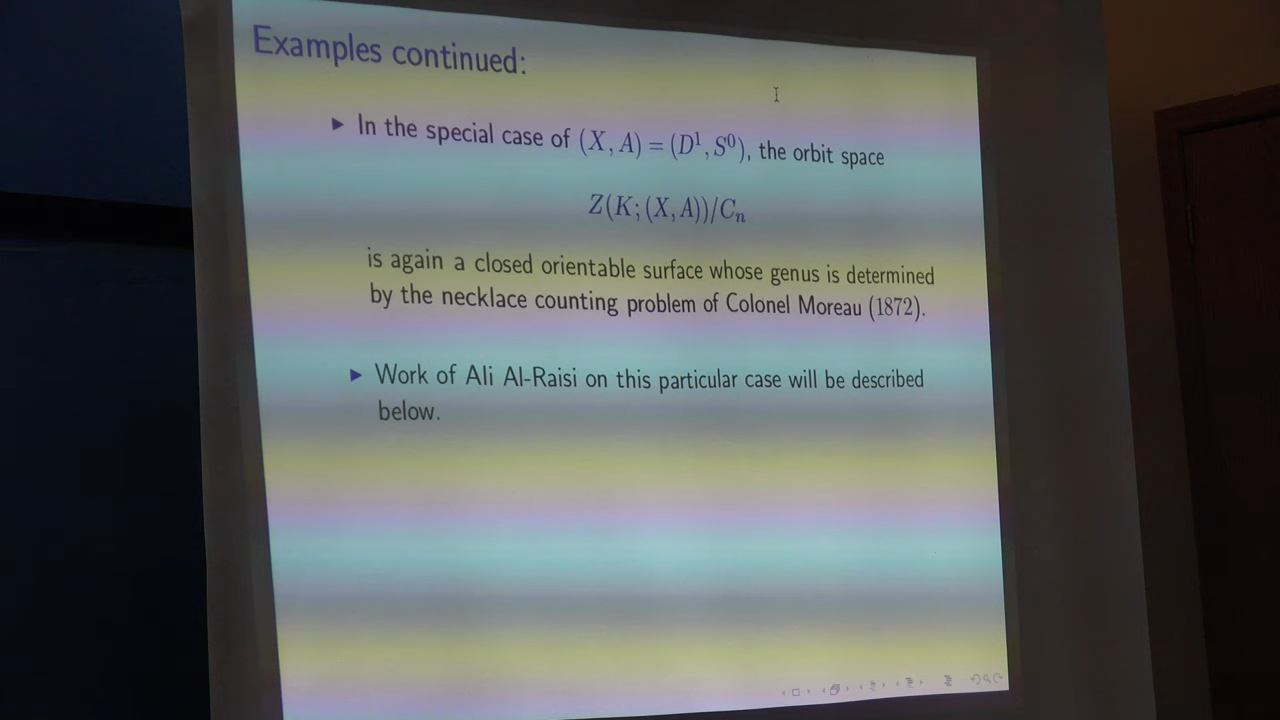 Examples continued:
▶ In the special case of (X, A) = (D¹, S⁰), the orbit space
Z(K; (X, A))/Cₙ
is again a closed orientable surface whose genus is determined
by the necklace counting problem of Colonel Moreau (1872).
▶ Work of Ali Al-Raisi on this particular case will be described
below.